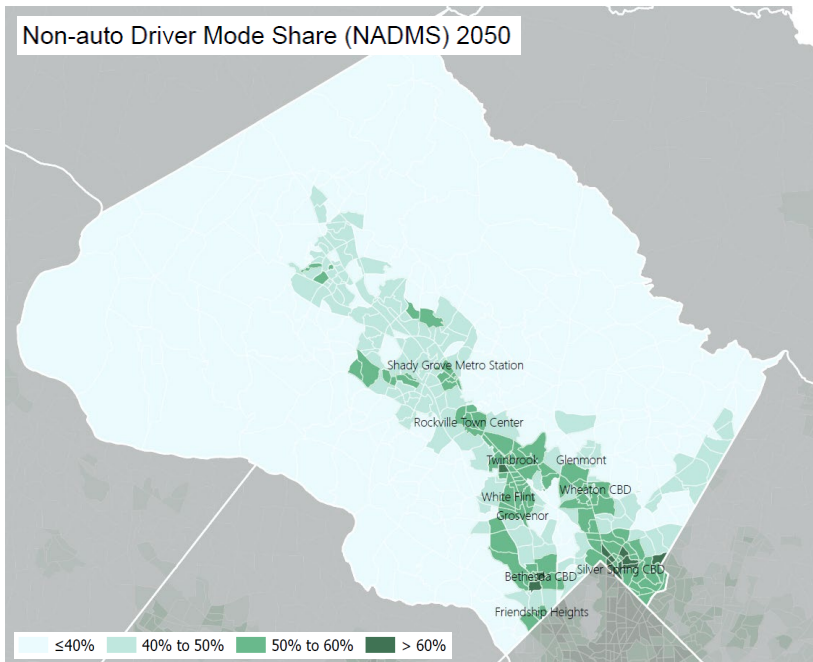 Non-auto Driver Mode Share (NADMS) 2050
Shady Grove Metro Station
Rockville Town Center
Twinbrook
Glenmont
White Flint
Wheaton CBD
Grosvenor
Bethesda CBD
Silver Spring CBD
Friendship Heights
≤40%
40% to 50%
50% to 60%
> 60%